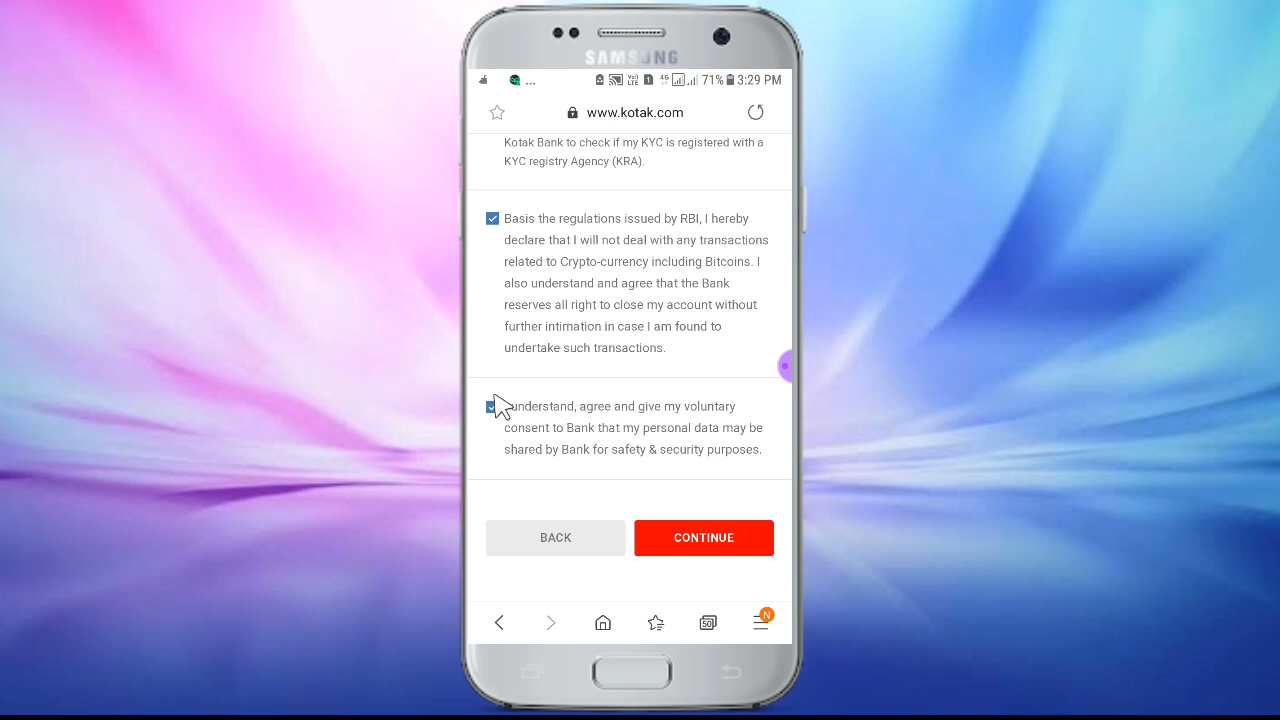 SAMSUNG
... 71% 3:29 PM
www.kotak.com
Kotak Bank to check if my KYC is registered with a
KYC registry Agency (KRA).
Basis the regulations issued by RBI, I hereby
declare that I will not deal with any transactions
related to Crypto-currency including Bitcoins. I
also understand and agree that the Bank
reserves all right to close my account without
further intimation in case I am found to
undertake such transactions.
understand, agree and give my voluntary
consent to Bank that my personal data may be
shared by Bank for safety & security purposes.
BACK CONTINUE
50 N